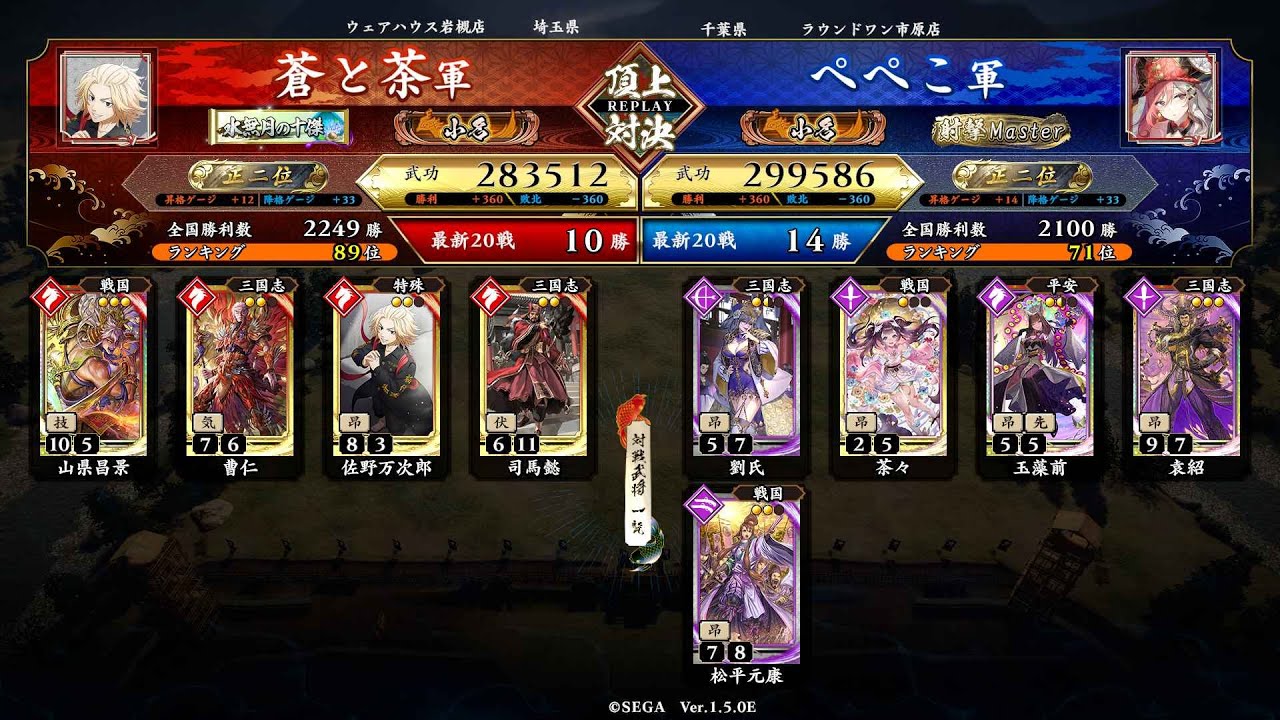 ウェアハウス岩槻店 埼玉県 千葉県 ラウンドワン市原店
蒼と茶軍
頂上
REPLAY
対決
ぺぺこ軍
水無月の十傑
小名
小名
射撃Master
正二位
武功 283512
武功 299586
正二位
昇格ゲージ +12 降格ゲージ +33
勝利 +360 敗北 -360
勝利 +360 敗北 -360
昇格ゲージ +14 降格ゲージ +33
全国勝利数 2249勝
ランキング 89位
最新20戦 10勝
最新20戦 14勝
全国勝利数 2100勝
ランキング 71位
戦国
技
10 5
山県昌景
三国志
気
7 6
曹仁
特殊
昂
8 3
佐野万次郎
三国志
伏
6 11
司馬懿
対戦武将一覧
三国志
昂
5 7
劉氏
戦国
昂
2 5
茶々
平安
昂 先
5 5
玉藻前
三国志
昂
9 7
袁紹
戦国
昂
7 8
松平元康
©SEGA Ver.1.5.0E